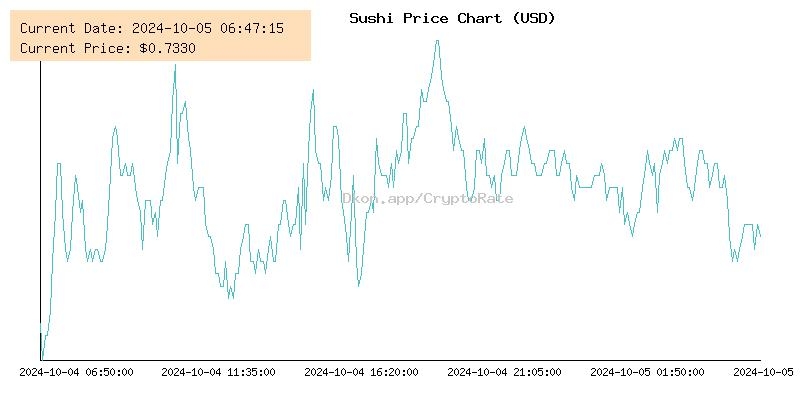 Sushi Price Chart (USD)
Current Date: 2024-10-05 06:47:15
Current Price: $0.7330
Dkon.app/CryptoRate
2024-10-04 06:50:00 2024-10-04 11:35:00 2024-10-04 16:20:00 2024-10-04 21:05:00 2024-10-05 01:50:00 2024-10-05